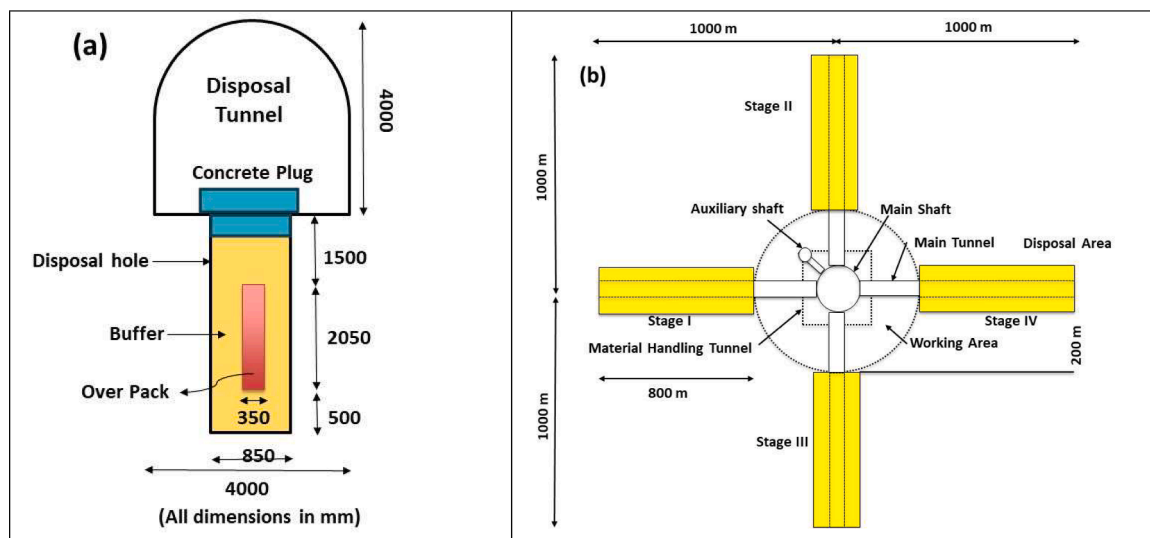 (a)
Disposal
Tunnel
4000
Concrete Plug
Disposal hole
1500
Buffer
2050
Over Pack
350
500
850
4000
(All dimensions in mm)
1000 m
1000 m
(b)
Stage II
1000 m
Auxiliary shaft
Main Shaft
Main Tunnel
Disposal Area
Stage I
Stage IV
Material Handling Tunnel
Working Area
200 m
800 m
1000 m
Stage III